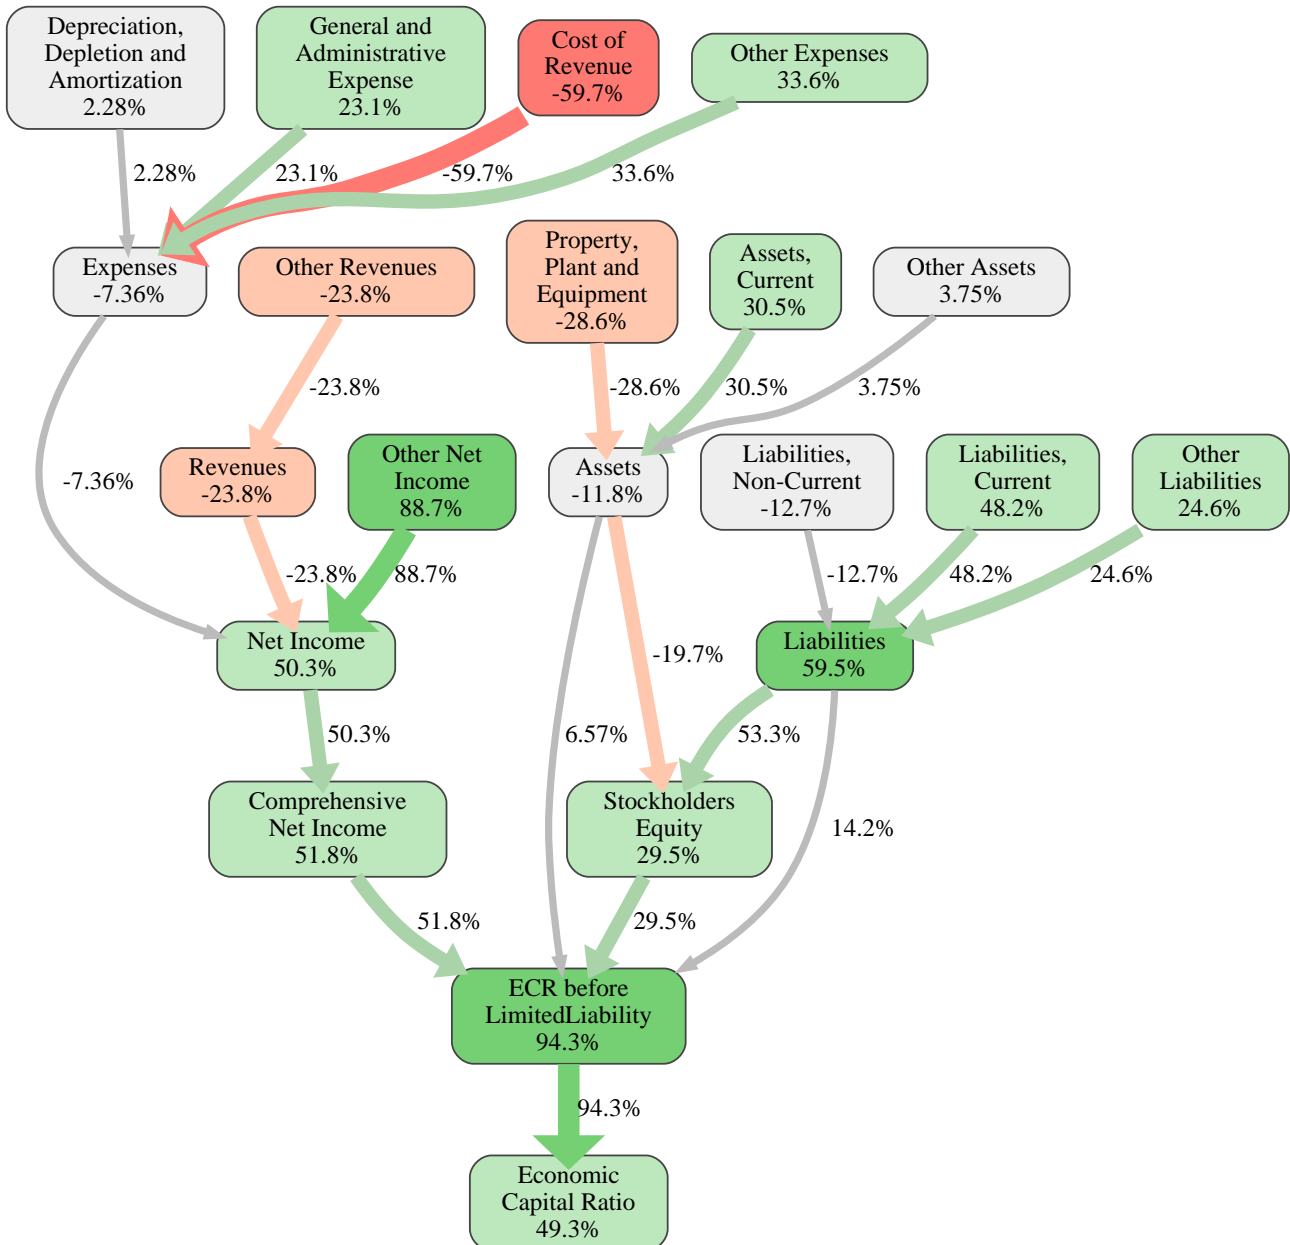 Depreciation,
Depletion and
Amortization
2.28%
General and
Administrative
Expense
23.1%
Cost of
Revenue
-59.7%
Other Expenses
33.6%
2.28%
23.1%
-59.7%
33.6%
Expenses
-7.36%
Other Revenues
-23.8%
Property,
Plant and
Equipment
-28.6%
Assets,
Current
30.5%
Other Assets
3.75%
-23.8%
-28.6%
30.5%
3.75%
-7.36%
Revenues
-23.8%
Other Net
Income
88.7%
Assets
-11.8%
Liabilities,
Non-Current
-12.7%
Liabilities,
Current
48.2%
Other
Liabilities
24.6%
-23.8%
88.7%
-12.7%
48.2%
24.6%
Net Income
50.3%
-19.7%
Liabilities
59.5%
50.3%
6.57%
53.3%
Comprehensive
Net Income
51.8%
Stockholders
Equity
29.5%
14.2%
51.8%
29.5%
ECR before
LimitedLiability
94.3%
94.3%
Economic
Capital Ratio
49.3%